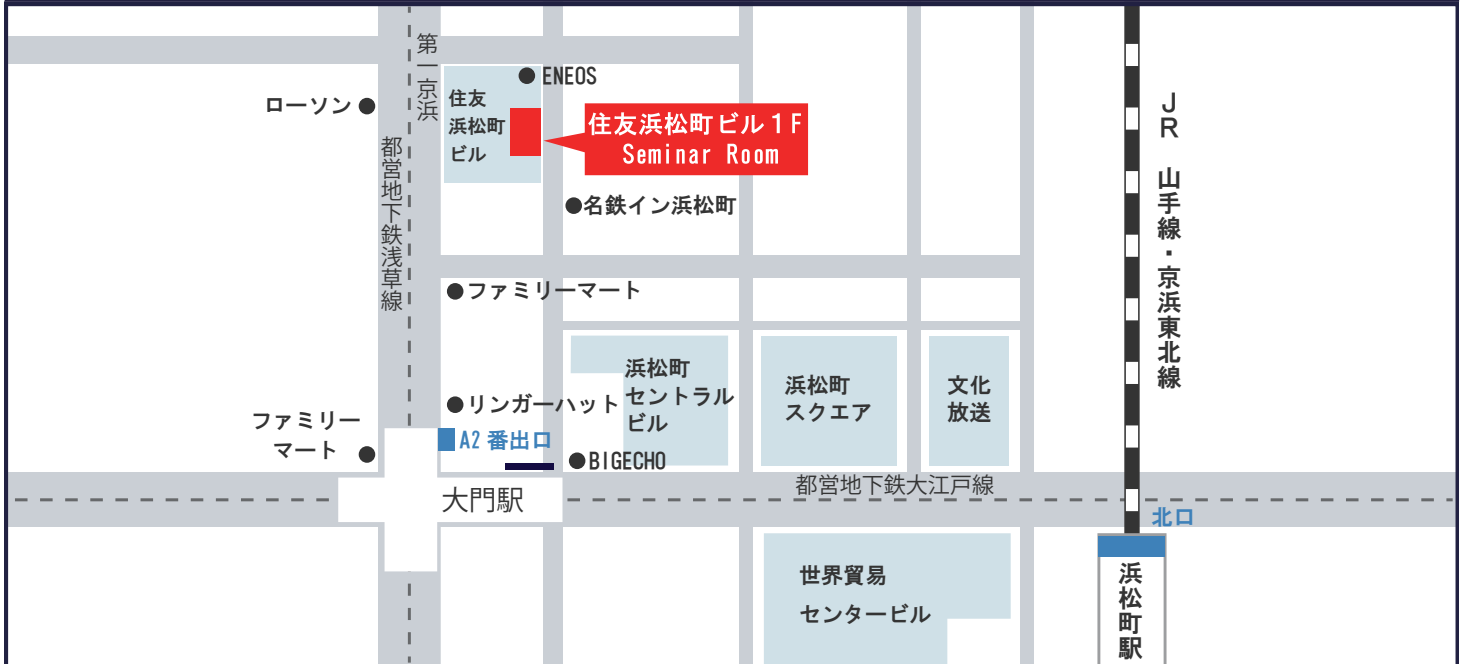 第一京浜
ENEOS
ローソン
住友
浜松町
ビル
住友浜松町ビル1F
Seminar Room
JR 山手線・京浜東北線
都営地下鉄浅草線
名鉄イン浜松町
ファミリーマート
浜松町
セントラル
ビル
浜松町
スクエア
文化
放送
リンガーハット
ファミリー
マート
A2番出口
BIGECHO
都営地下鉄大江戸線
大門駅
北口
世界貿易
センタービル
浜松町駅